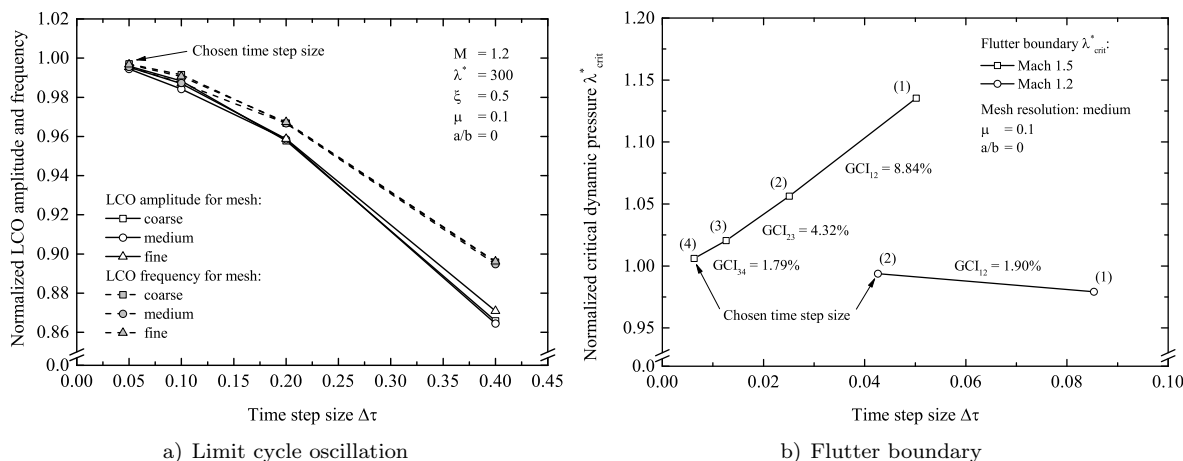 Normalized LCO amplitude and frequency
1.02
1.00
0.98
0.96
0.94
0.92
0.90
0.88
0.86
0.0
Chosen time step size
M = 1.2
λ* = 300
ξ = 0.5
μ = 0.1
a/b = 0
LCO amplitude for mesh:
coarse
medium
fine
LCO frequency for mesh:
coarse
medium
fine
0.00 0.05 0.10 0.15 0.20 0.25 0.30 0.35 0.40 0.45
Time step size Δτ
a) Limit cycle oscillation
Normalized critical dynamic pressure λ*crit
1.20
1.15
1.10
1.05
1.00
0.95
0.0
Flutter boundary λ*crit:
Mach 1.5
Mach 1.2
Mesh resolution: medium
μ = 0.1
a/b = 0
(1)
GCI12 = 8.84%
(2)
(3)
GCI23 = 4.32%
(4)
GCI34 = 1.79%
(2)
GCI12 = 1.90%
(1)
Chosen time step size
0.00 0.02 0.04 0.06 0.08 0.10
Time step size Δτ
b) Flutter boundary